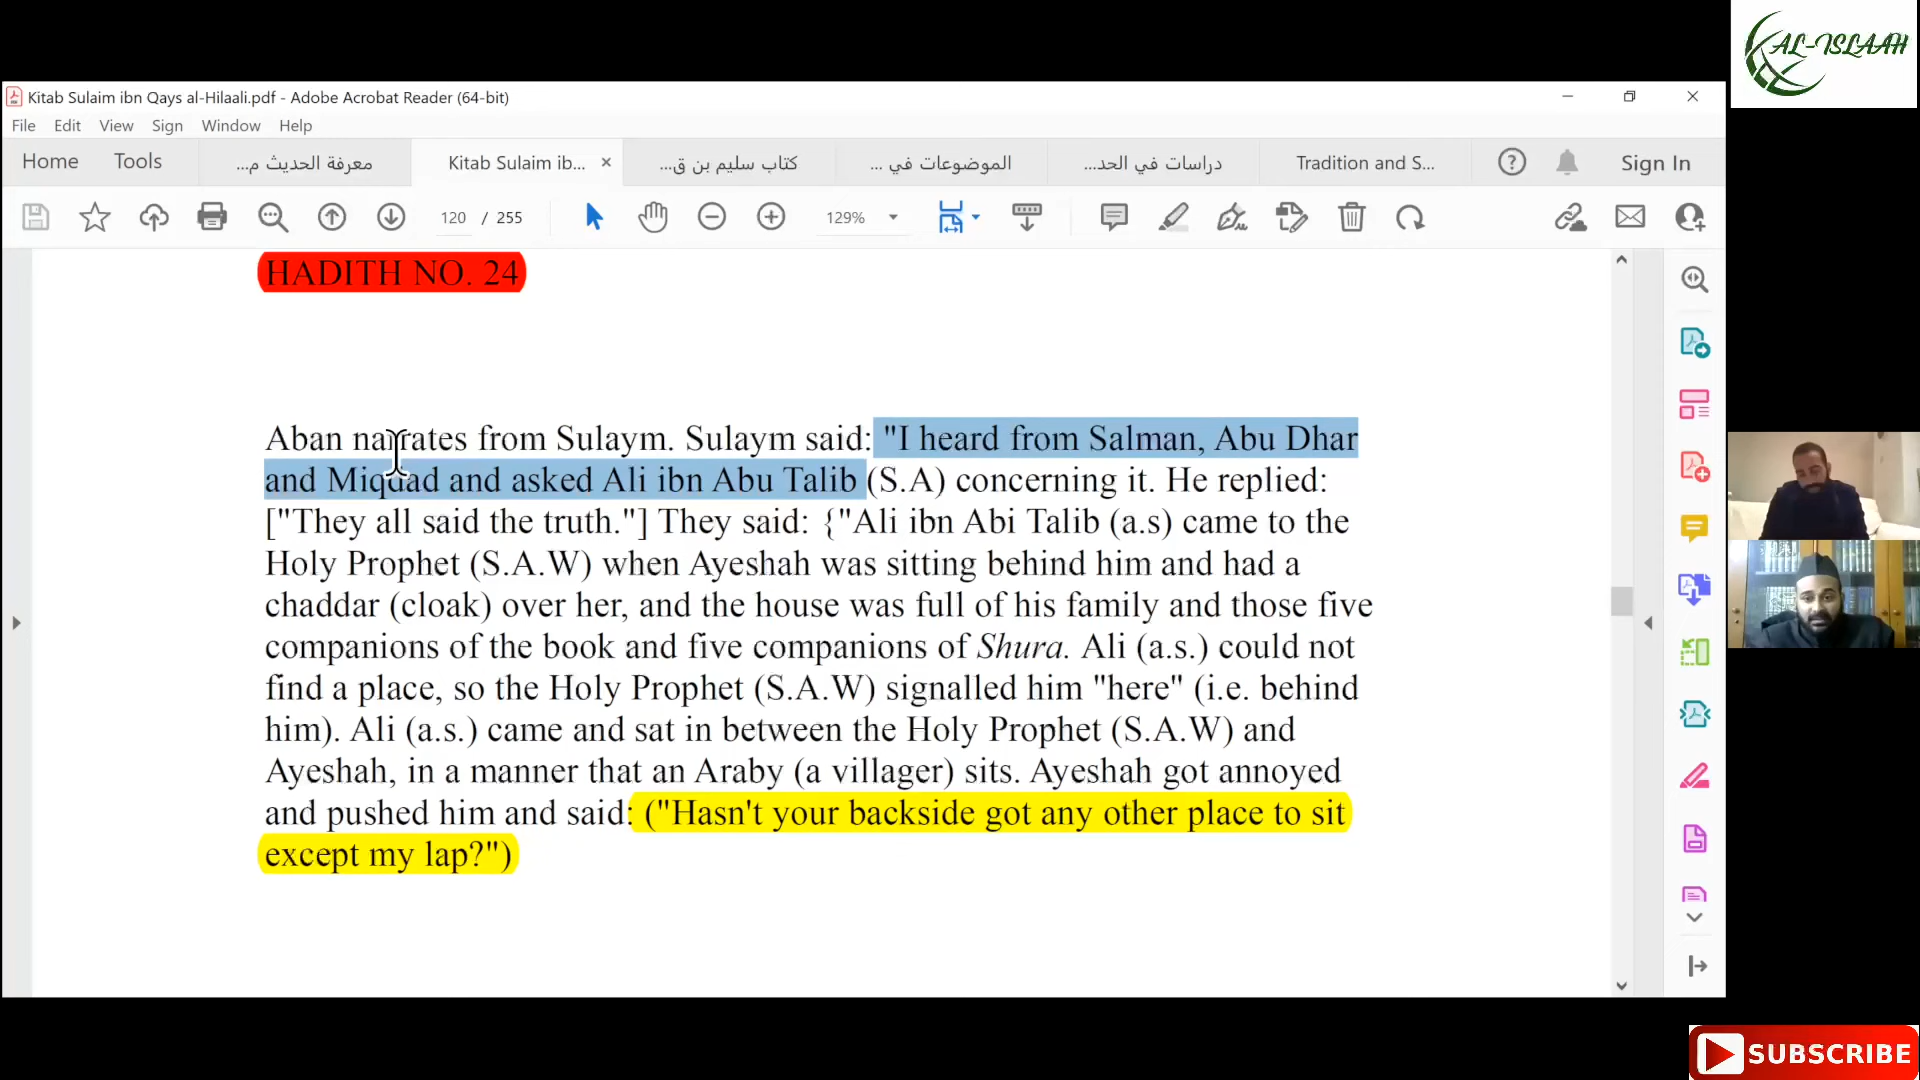 AL-ISLAAH
Kitab Sulaim ibn Qays al-Hilaali.pdf - Adobe Acrobat Reader (64-bit)
File Edit View Sign Window Help
Home Tools معرفة الحديث م... Kitab Sulaim ib... كتاب سليم بن ق... الموضوعات في ... دراسات في الحد... Tradition and S... Sign In
120 / 255 129%
HADITH NO. 24
Aban narrates from Sulaym. Sulaym said: "I heard from Salman, Abu Dhar
and Miqdad and asked Ali ibn Abu Talib (S.A) concerning it. He replied:
["They all said the truth."] They said: {"Ali ibn Abi Talib (a.s) came to the
Holy Prophet (S.A.W) when Ayeshah was sitting behind him and had a
chaddar (cloak) over her, and the house was full of his family and those five
companions of the book and five companions of Shura. Ali (a.s.) could not
find a place, so the Holy Prophet (S.A.W) signalled him "here" (i.e. behind
him). Ali (a.s.) came and sat in between the Holy Prophet (S.A.W) and
Ayeshah, in a manner that an Araby (a villager) sits. Ayeshah got annoyed
and pushed him and said: ("Hasn't your backside got any other place to sit
except my lap?")
SUBSCRIBE